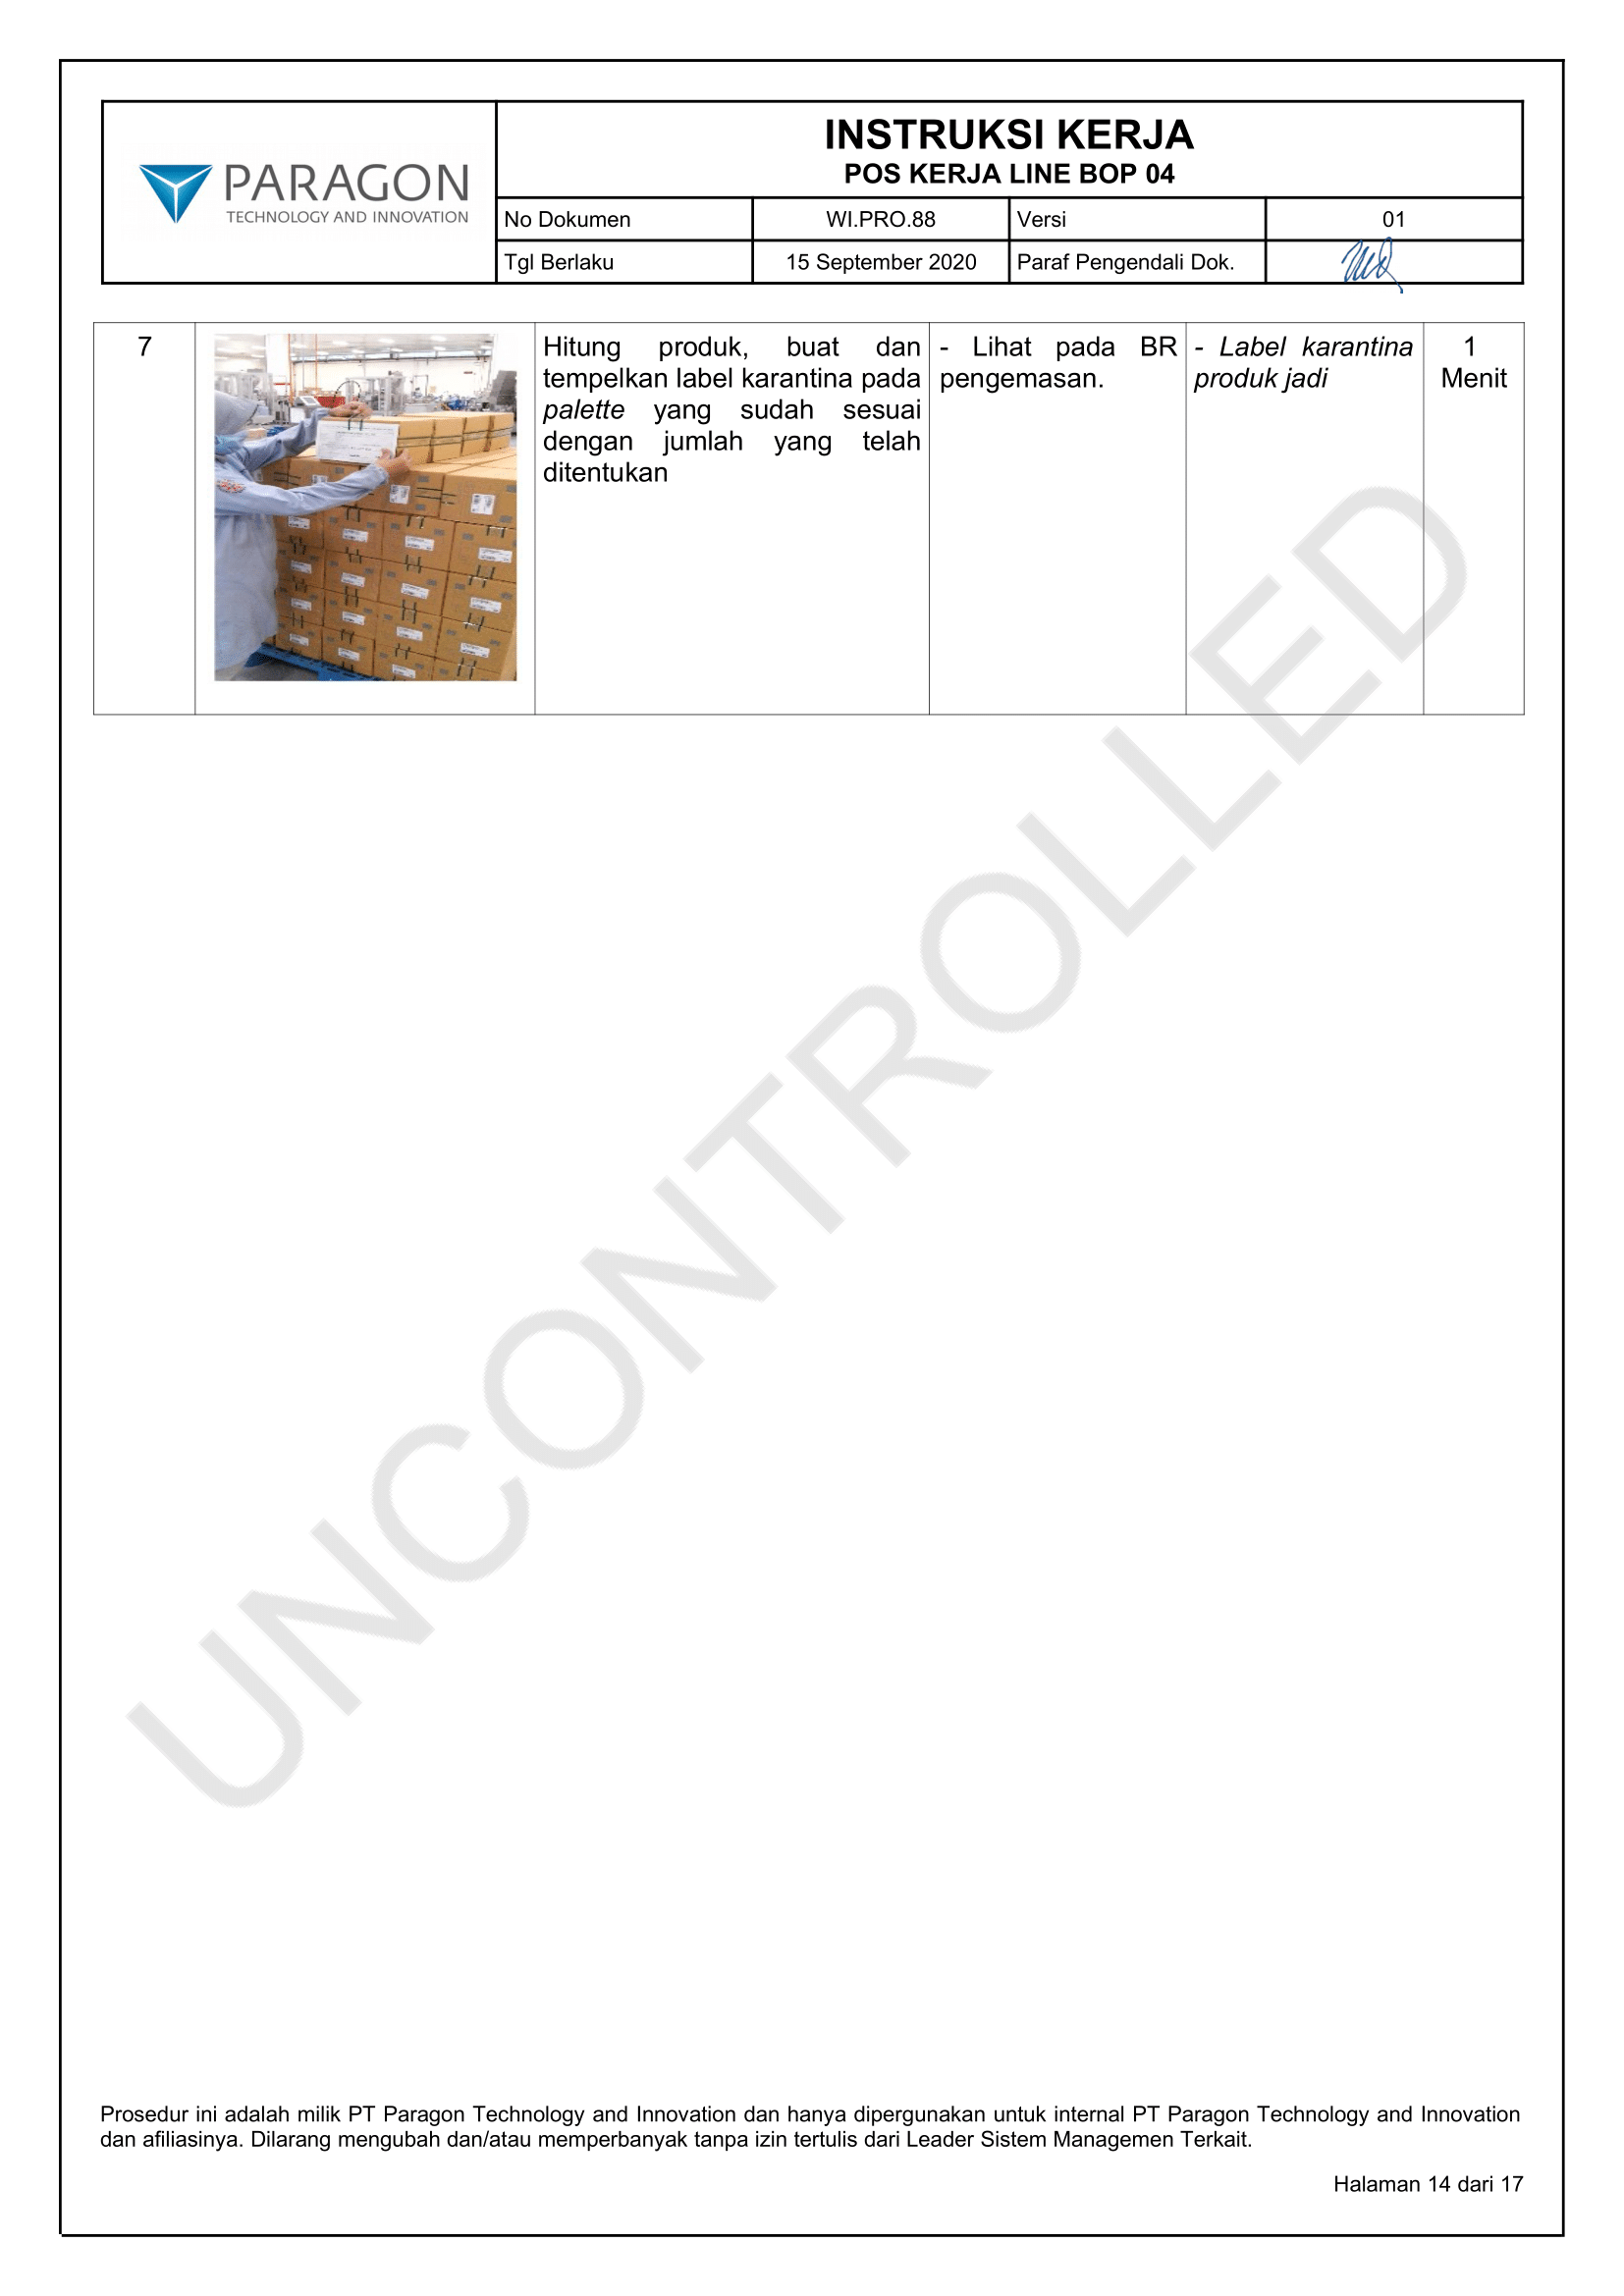 PARAGON
TECHNOLOGY AND INNOVATION
INSTRUKSI KERJA
POS KERJA LINE BOP 04
No Dokumen WI.PRO.88 Versi 01
Tgl Berlaku 15 September 2020 Paraf Pengendali Dok.
7
Hitung produk, buat dan
tempelkan label karantina pada
palette yang sudah sesuai
dengan jumlah yang telah
ditentukan
- Lihat pada BR
pengemasan.
- Label karantina
produk jadi
1
Menit
UNCONTROLLED
Prosedur ini adalah milik PT Paragon Technology and Innovation dan hanya dipergunakan untuk internal PT Paragon Technology and Innovation
dan afiliasinya. Dilarang mengubah dan/atau memperbanyak tanpa izin tertulis dari Leader Sistem Managemen Terkait.
Halaman 14 dari 17